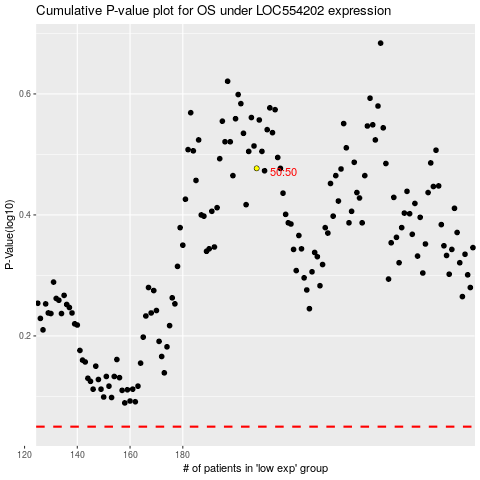 Cumulative P-value plot for OS under LOC554202 expression
P-Value(log10)
0.6
0.4
0.2
50:50
120 140 160 180
# of patients in 'low exp' group